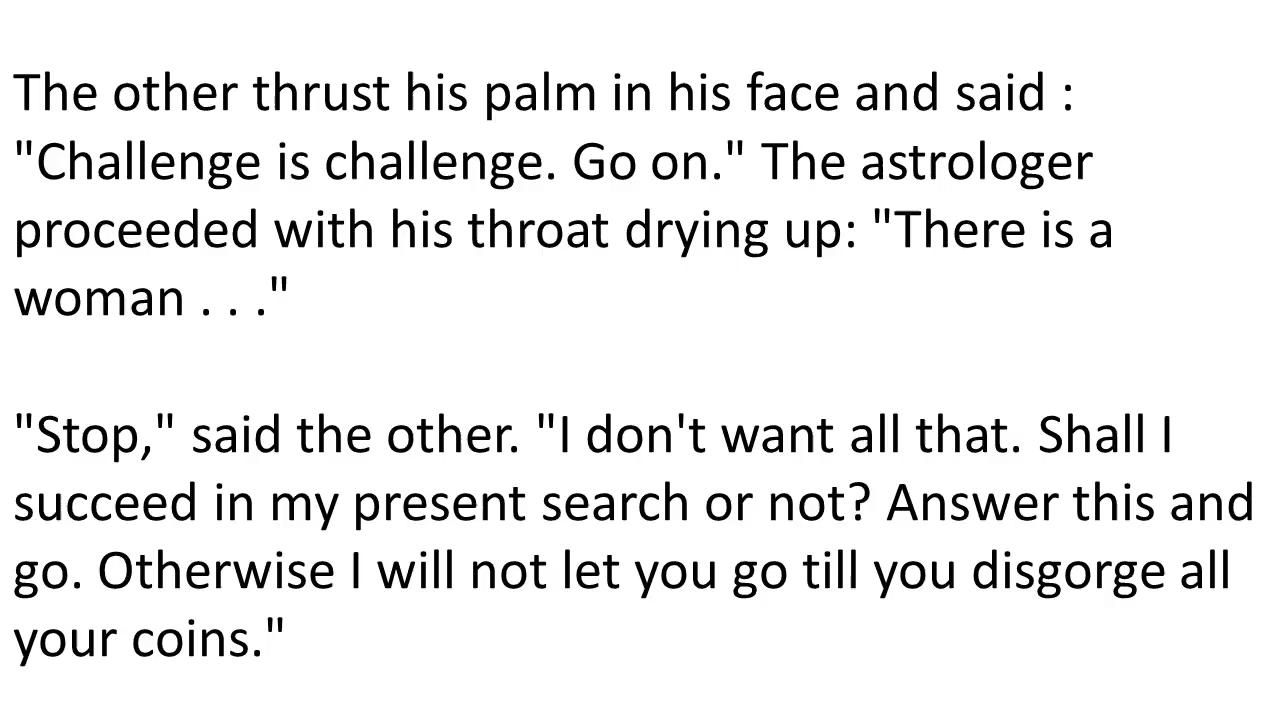 The other thrust his palm in his face and said :
"Challenge is challenge. Go on." The astrologer
proceeded with his throat drying up: "There is a
woman . . ."
"Stop," said the other. "I don't want all that. Shall I
succeed in my present search or not? Answer this and
go. Otherwise I will not let you go till you disgorge all
your coins."